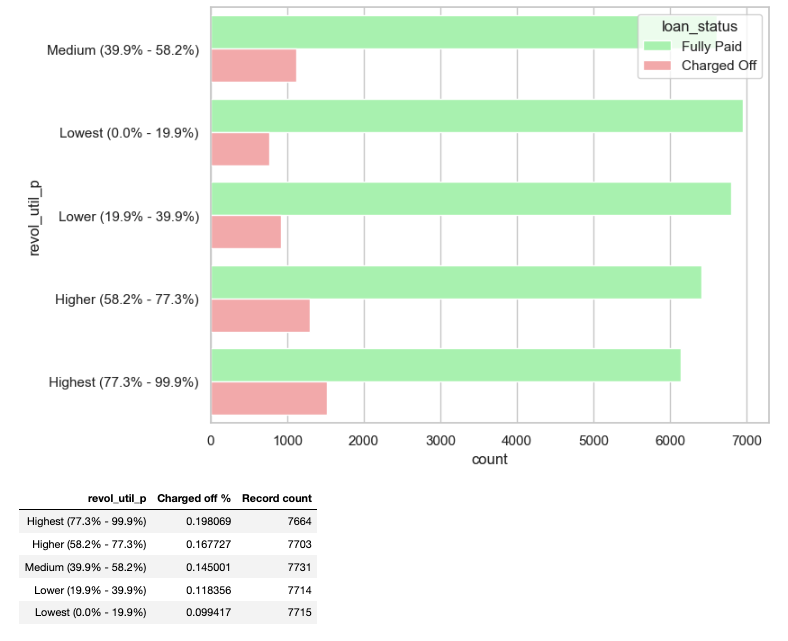 loan_status
Fully Paid
Charged Off
Medium (39.9% - 58.2%)
Lowest (0.0% - 19.9%)
Lower (19.9% - 39.9%)
Higher (58.2% - 77.3%)
Highest (77.3% - 99.9%)
revol_util_p
0 1000 2000 3000 4000 5000 6000 7000
count
revol_util_p Charged off % Record count
Highest (77.3% - 99.9%) 0.198069 7664
Higher (58.2% - 77.3%) 0.167727 7703
Medium (39.9% - 58.2%) 0.145001 7731
Lower (19.9% - 39.9%) 0.118356 7714
Lowest (0.0% - 19.9%) 0.099417 7715